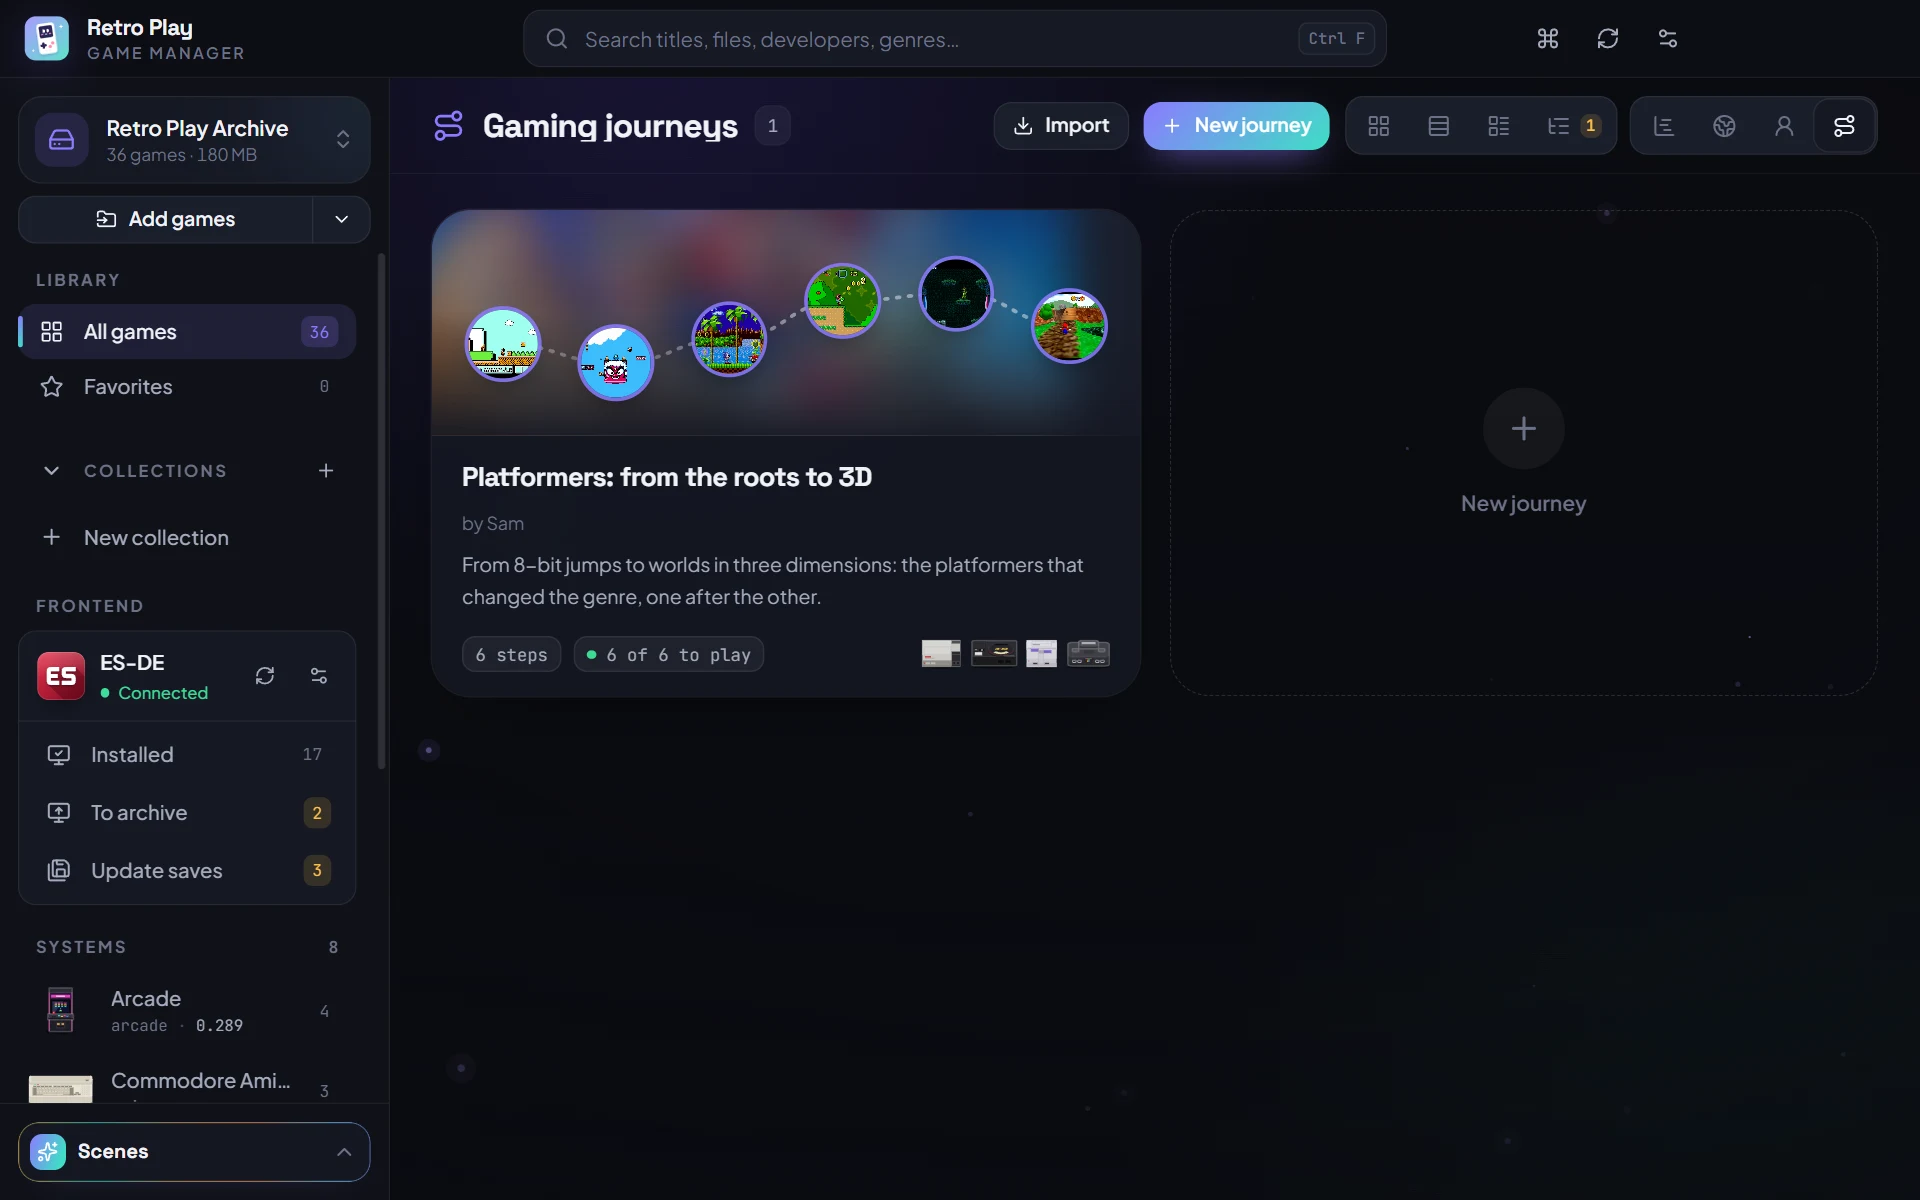 Retro Play
GAME MANAGER
Search titles, files, developers, genres...
Ctrl F
Retro Play Archive
36 games · 180 MB
Add games
LIBRARY
All games
36
Favorites
0
COLLECTIONS
New collection
FRONTEND
ES
ES-DE
Connected
Installed
17
To archive
2
Update saves
3
SYSTEMS
8
Arcade
arcade · 0.289
4
Commodore Ami...
3
Scenes
Gaming journeys
1
Import
New journey
1
Platformers: from the roots to 3D
by Sam
From 8-bit jumps to worlds in three dimensions: the platformers that
changed the genre, one after the other.
6 steps
6 of 6 to play
New journey